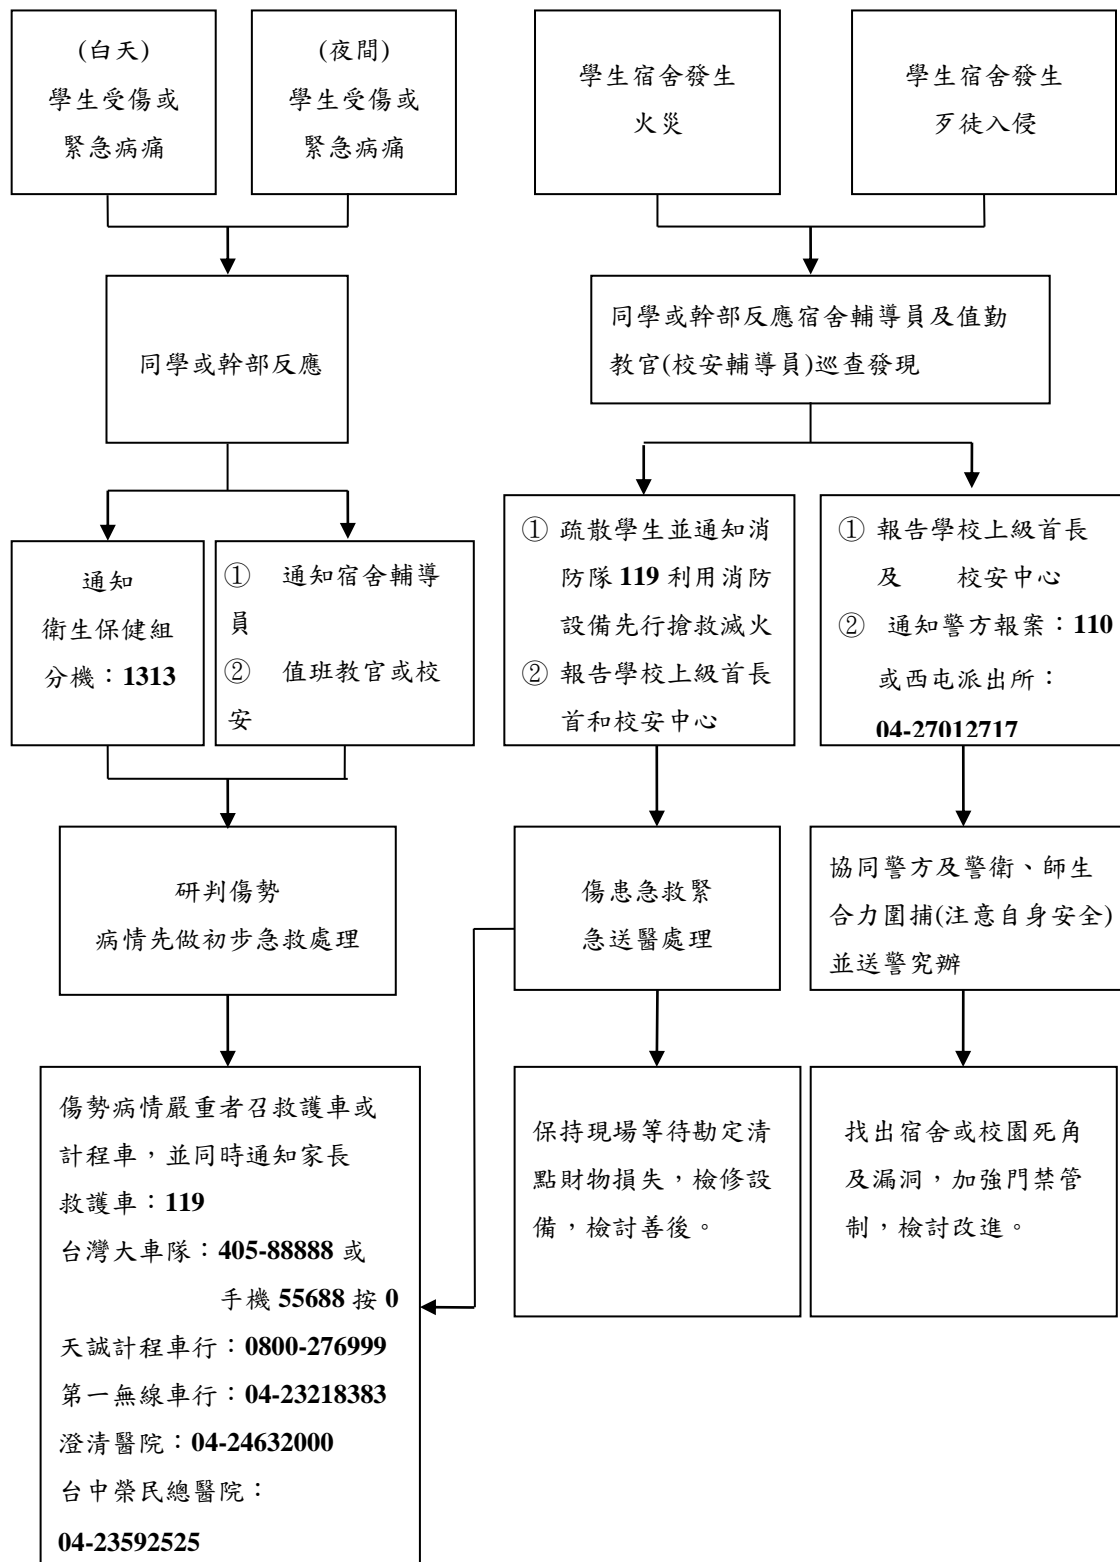 (白天)
學生受傷或
緊急病痛
(夜間)
學生受傷或
緊急病痛
學生宿舍發生
火災
學生宿舍發生
歹徒入侵
同學或幹部反應
同學或幹部反應宿舍輔導員及值勤
教官(校安輔導員)巡查發現
通知
衛生保健組
分機：1313
① 通知宿舍輔導
員
② 值班教官或校
安
① 疏散學生並通知消
防隊 119 利用消防
設備先行搶救滅火
② 報告學校上級首長
首和校安中心
① 報告學校上級首長
及 校安中心
② 通知警方報案：110
或西屯派出所：
04-27012717
研判傷勢
病情先做初步急救處理
傷患急救緊
急送醫處理
協同警方及警衛、師生
合力圍捕(注意自身安全)
並送警究辦
傷勢病情嚴重者召救護車或
計程車，並同時通知家長
救護車：119
台灣大車隊：405-88888 或
手機 55688 按 0
天誠計程車行：0800-276999
第一無線車行：04-23218383
澄清醫院：04-24632000
台中榮民總醫院：
04-23592525
保持現場等待勘定清
點財物損失，檢修設
備，檢討善後。
找出宿舍或校園死角
及漏洞，加強門禁管
制，檢討改進。